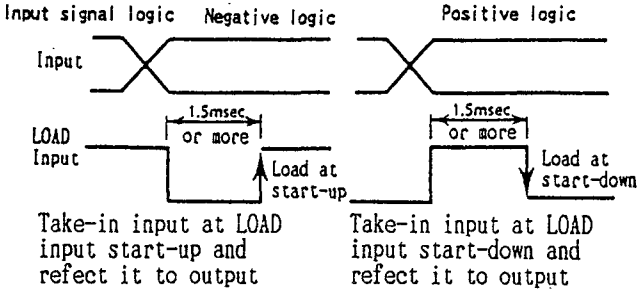 Input signal logic Negative logic Positive logic
Input
1.5msec or more
1.5msec or more
LOAD Input
Load at start-up
Load at start-down
Take-in input at LOAD
input start-up and
refect it to output
Take-in input at LOAD
input start-down and
refect it to output